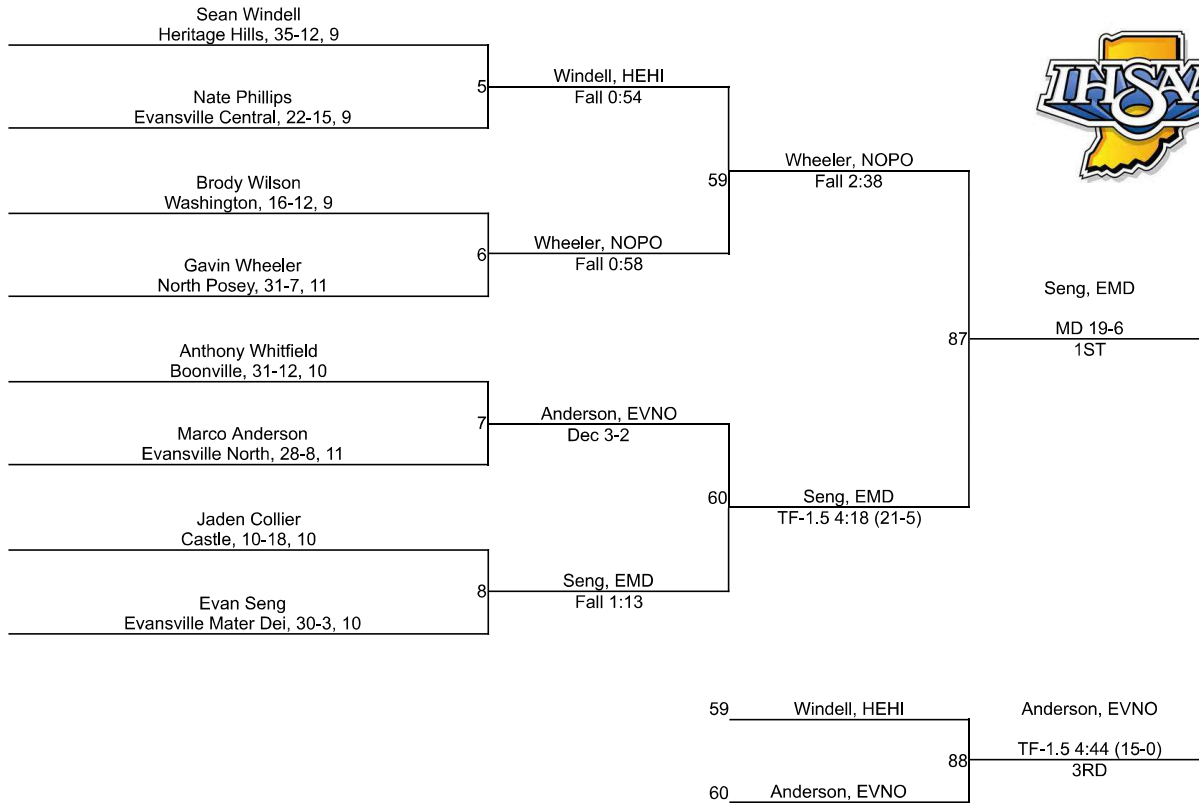 Sean Windell
Heritage Hills, 35-12, 9
5
Windell, HEHI
Fall 0:54
Nate Phillips
Evansville Central, 22-15, 9
59
Wheeler, NOPO
Fall 2:38
Brody Wilson
Washington, 16-12, 9
6
Wheeler, NOPO
Fall 0:58
Gavin Wheeler
North Posey, 31-7, 11
87
Seng, EMD
MD 19-6
1ST
Anthony Whitfield
Boonville, 31-12, 10
7
Anderson, EVNO
Dec 3-2
Marco Anderson
Evansville North, 28-8, 11
60
Seng, EMD
TF-1.5 4:18 (21-5)
Jaden Collier
Castle, 10-18, 10
8
Seng, EMD
Fall 1:13
Evan Seng
Evansville Mater Dei, 30-3, 10
59
Windell, HEHI
88
Anderson, EVNO
TF-1.5 4:44 (15-0)
3RD
60
Anderson, EVNO
IHSAA